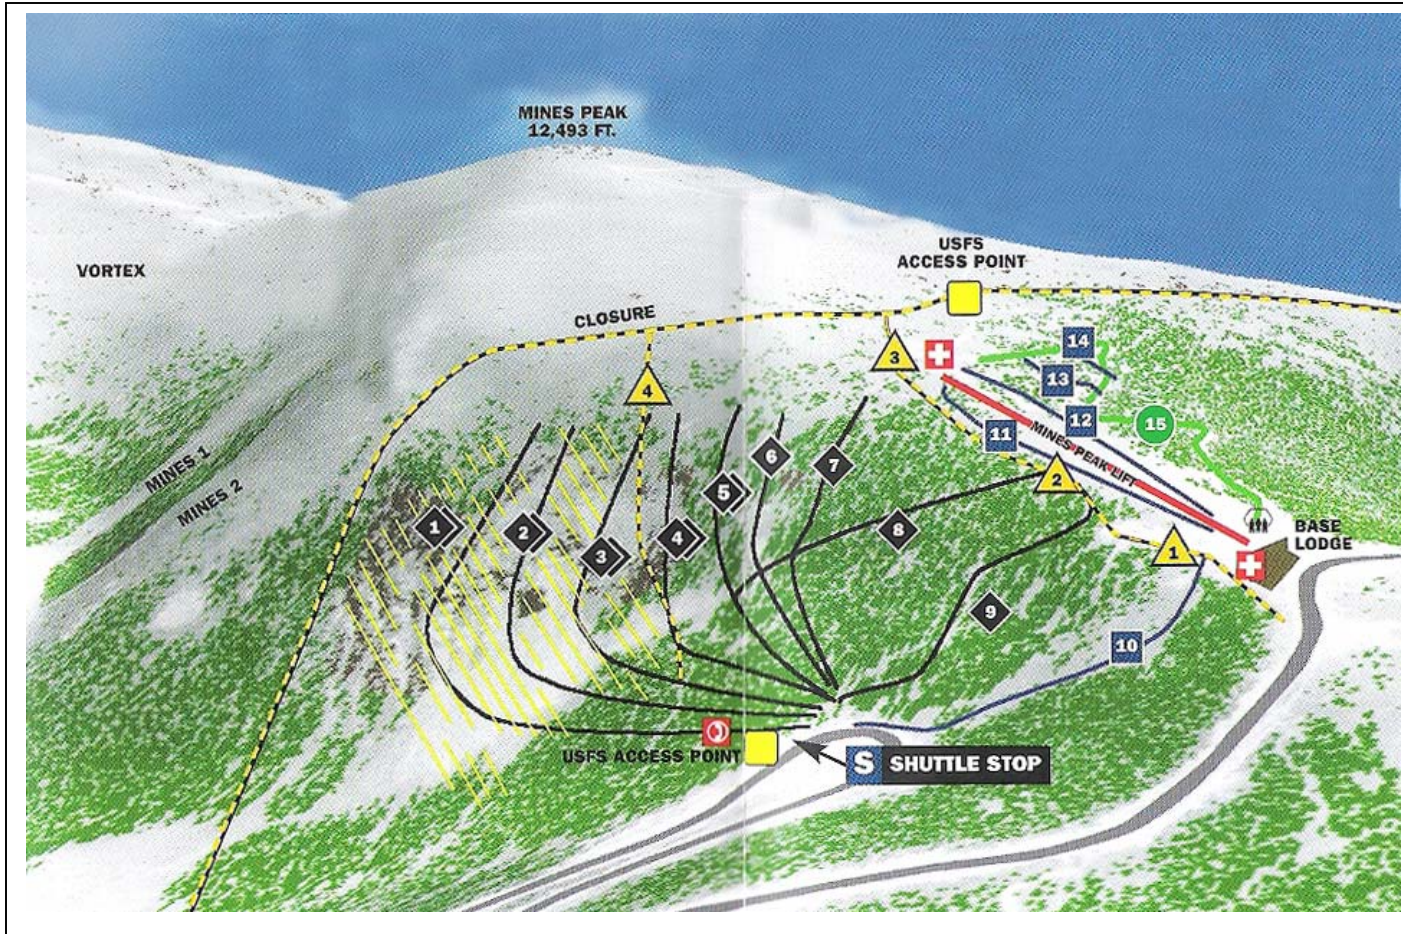 MINES PEAK
12,493 FT.
USFS
ACCESS POINT
VORTEX
CLOSURE
14
3
13
4
12
15
11
MINES PEAK LIFT
6
7
MINES 1
2
5
MINES 2
1
2
3
4
8
1
BASE
LODGE
9
10
USFS ACCESS POINT
S SHUTTLE STOP